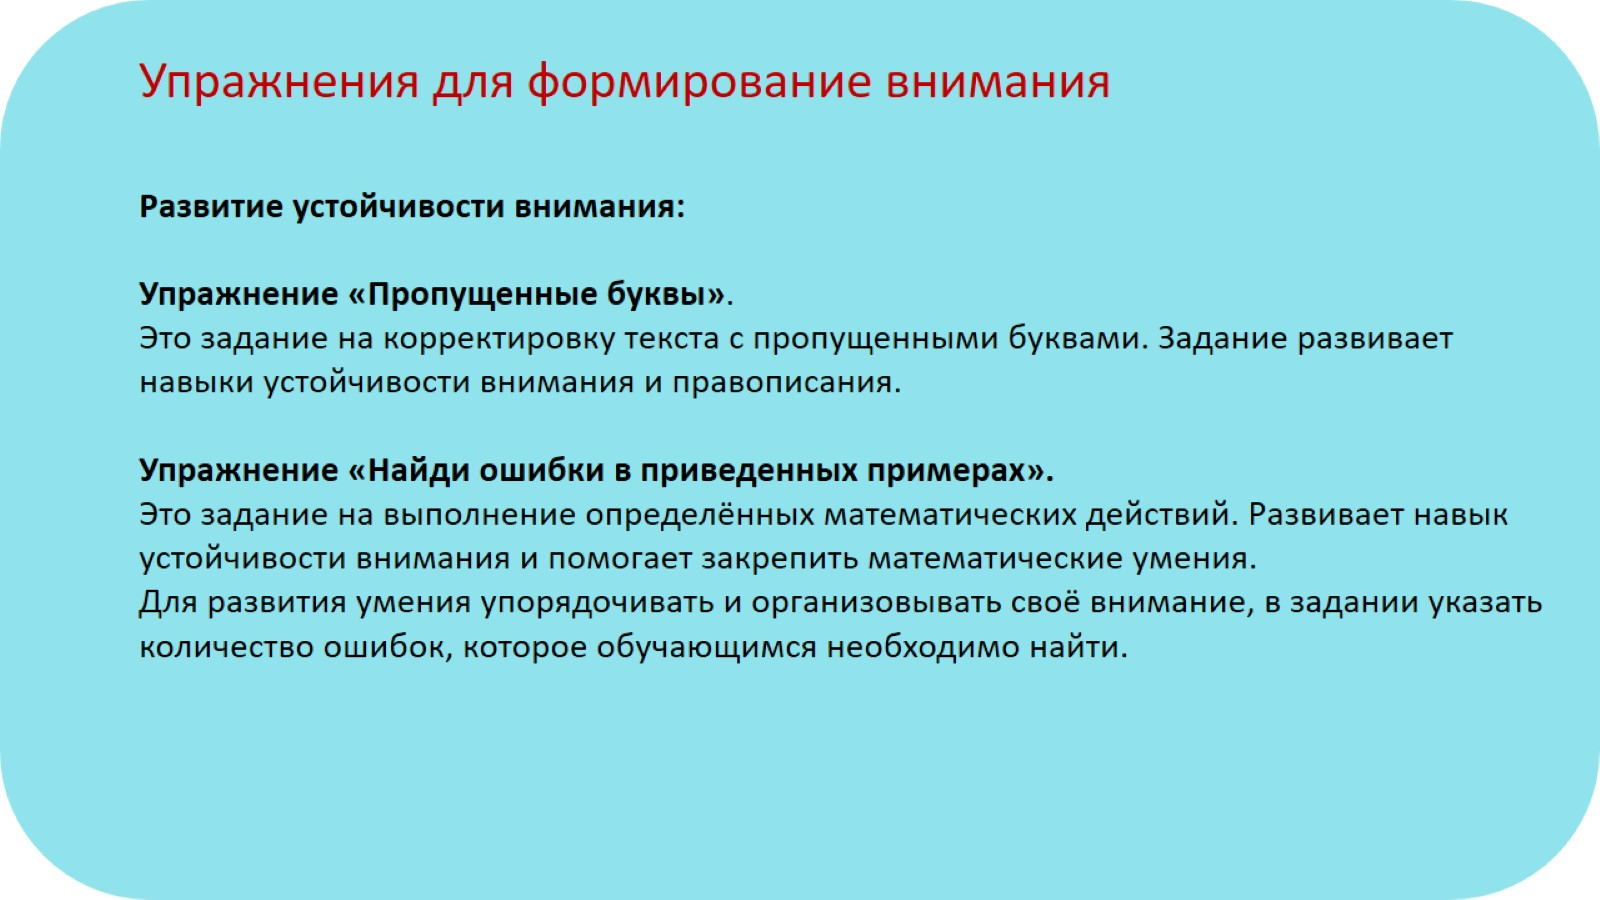 Упражнения для формирование внимания
Развитие устойчивости внимания:
Упражнение «Пропущенные буквы».
Это задание на корректировку текста с пропущенными буквами. Задание развивает
навыки устойчивости внимания и правописания.
Упражнение «Найди ошибки в приведенных примерах».
Это задание на выполнение определённых математических действий. Развивает навык
устойчивости внимания и помогает закрепить математические умения.
Для развития умения упорядочивать и организовывать своё внимание, в задании указать
количество ошибок, которое обучающимся необходимо найти.